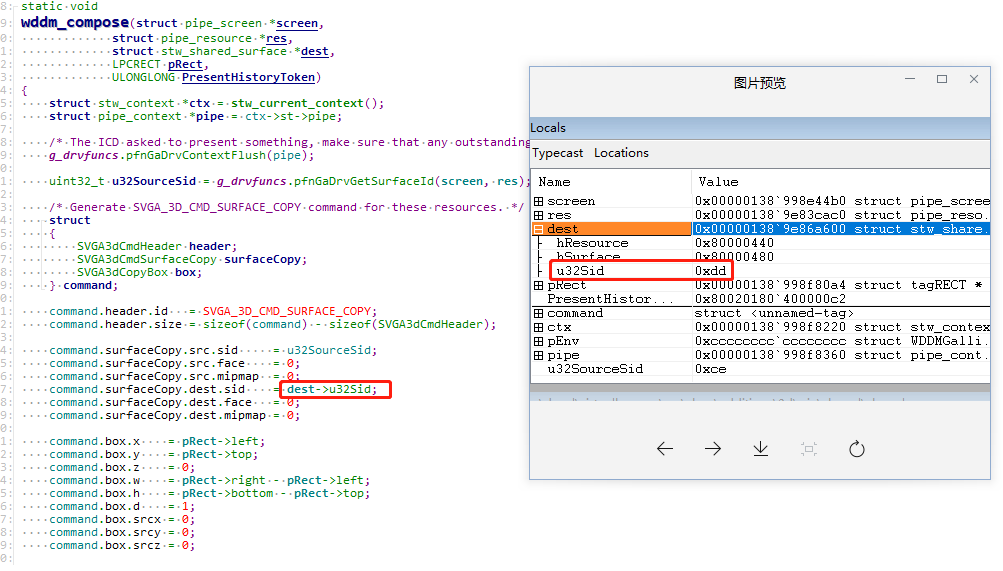 static void
wddm_compose(struct pipe_screen *screen,
struct pipe_resource *res,
struct stw_shared_surface *dest,
LPCRECT pRect,
ULONGLONG PresentHistoryToken)
{
struct stw_context *ctx = stw_current_context();
struct pipe_context *pipe = ctx->st->pipe;
/* The ICD asked to present something, make sure that any outstanding
g_drvfuncs.pfnGaDrvContextFlush(pipe);
uint32_t u32SourceSid = g_drvfuncs.pfnGaDrvGetSurfaceId(screen, res);
/* Generate SVGA_3D_CMD_SURFACE_COPY command for these resources. */
struct
{
SVGA3dCmdHeader header;
SVGA3dCmdSurfaceCopy surfaceCopy;
SVGA3dCopyBox box;
} command;
command.header.id = SVGA_3D_CMD_SURFACE_COPY;
command.header.size = sizeof(command) - sizeof(SVGA3dCmdHeader);
command.surfaceCopy.src.sid = u32SourceSid;
command.surfaceCopy.src.face = 0;
command.surfaceCopy.src.mipmap = 0;
command.surfaceCopy.dest.sid = dest->u32Sid;
command.surfaceCopy.dest.face = 0;
command.surfaceCopy.dest.mipmap = 0;
command.box.x = pRect->left;
command.box.y = pRect->top;
command.box.z = 0;
command.box.w = pRect->right - pRect->left;
command.box.h = pRect->bottom - pRect->top;
command.box.d = 1;
command.box.srcx = 0;
command.box.srcy = 0;
command.box.srcz = 0;
图片预览
Locals
Typecast Locations
Name Value
screen 0x00000138`998e44b0 struct pipe_scree
res 0x00000138`9e83cac0 struct pipe_reso.
dest 0x00000138`9e86a600 struct stw_share.
hResource 0x80000440
hSurface 0x80000480
u32Sid 0xdd
pRect 0x00000138`998f80a4 struct tagRECT *
PresentHistor... 0x80020180`400000c2
command struct <unnamed-tag>
ctx 0x00000138`998f8220 struct stw_contex
pEnv 0xcccccccc`cccccccc struct WDDMGalli.
pipe 0x00000138`998f8360 struct pipe_cont.
u32SourceSid 0xce